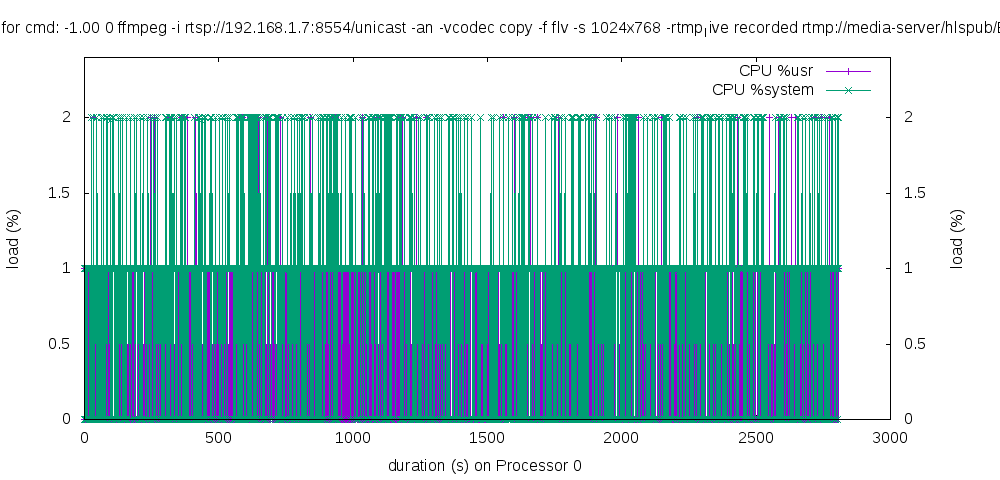 for cmd: -1.00 0 ffmpeg -i rtsp://192.168.1.7:8554/unicast -an -vcodec copy -f flv -s 1024x768 -rtmp_live recorded rtmp://media-server/hlspub/
CPU %usr
CPU %system
2 2
1.5 1.5
1 1
0.5 0.5
0 0
load (%)
load (%)
0 500 1000 1500 2000 2500 3000
duration (s) on Processor 0